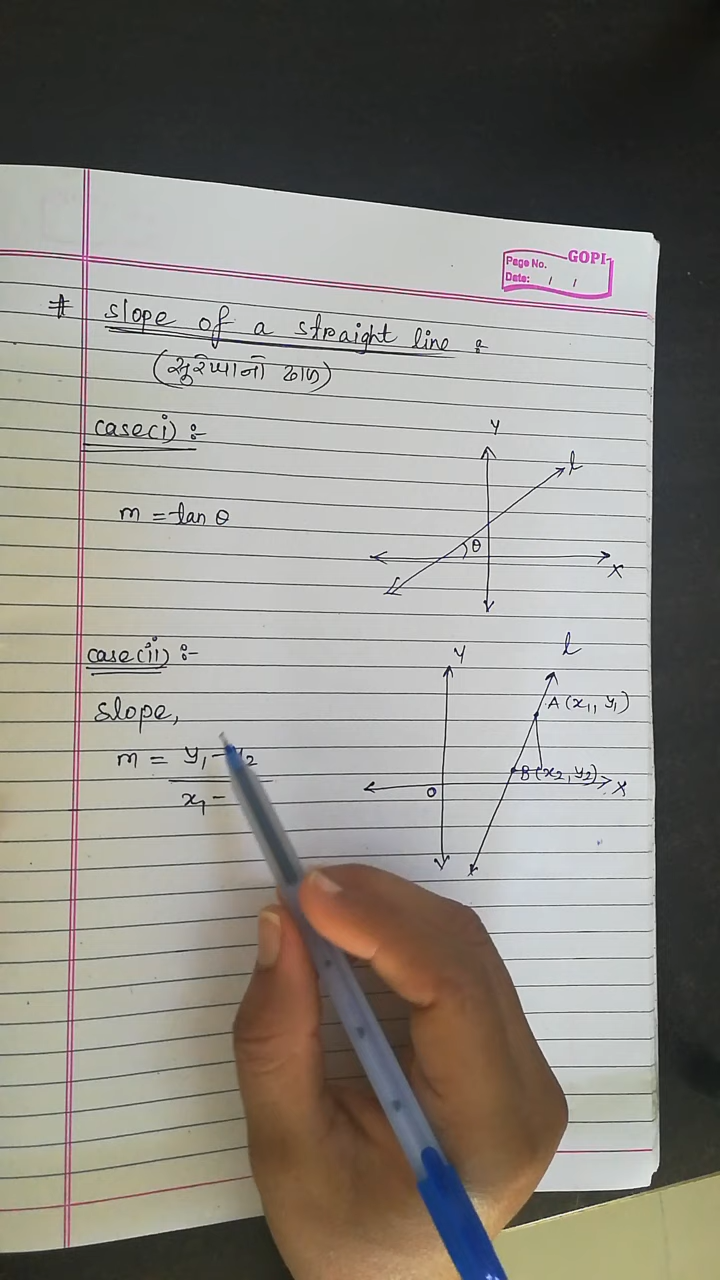 GOPI
Page No.
Date: / /
# slope of a straight line :-
(સુરેખાનો ઢાળ)
case(i) :-
m = tan θ
Y
l
θ
X
case(ii) :-
slope,
m = y₁ - y₂
x₁ -
Y
l
A (x₁, y₁)
B(x₂, y₂)
X
O